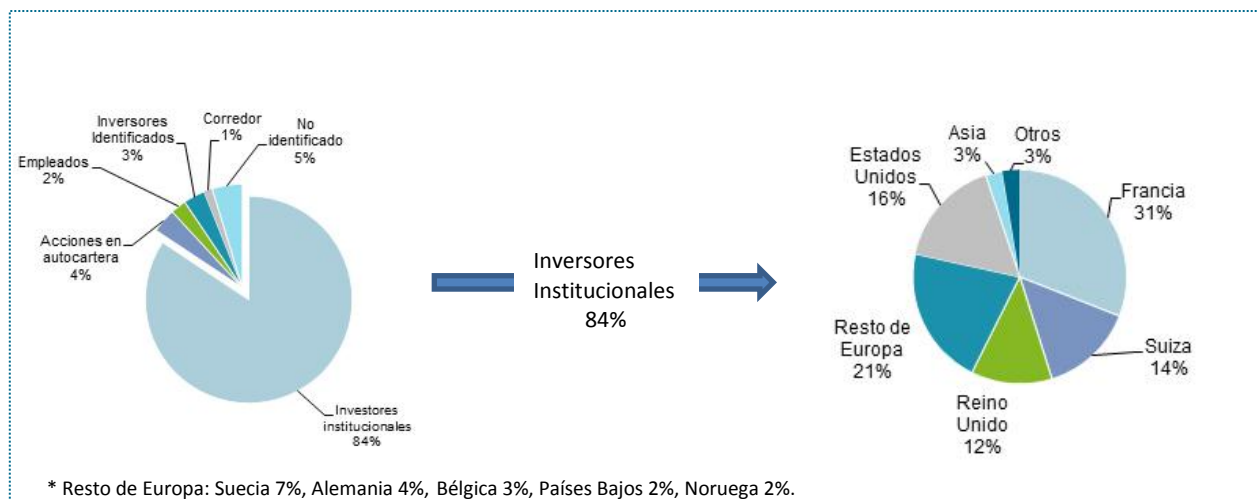 Inversores
Identificados
3%
Corredor
1%
No
identificado
5%
Empleados
2%
Acciones en
autocartera
4%
Investores
institucionales
84%
Inversores
Institucionales
84%
Asia
3%
Otros
3%
Estados
Unidos
16%
Francia
31%
Resto de
Europa
21%
Suiza
14%
Reino
Unido
12%
* Resto de Europa: Suecia 7%, Alemania 4%, Bélgica 3%, Países Bajos 2%, Noruega 2%.